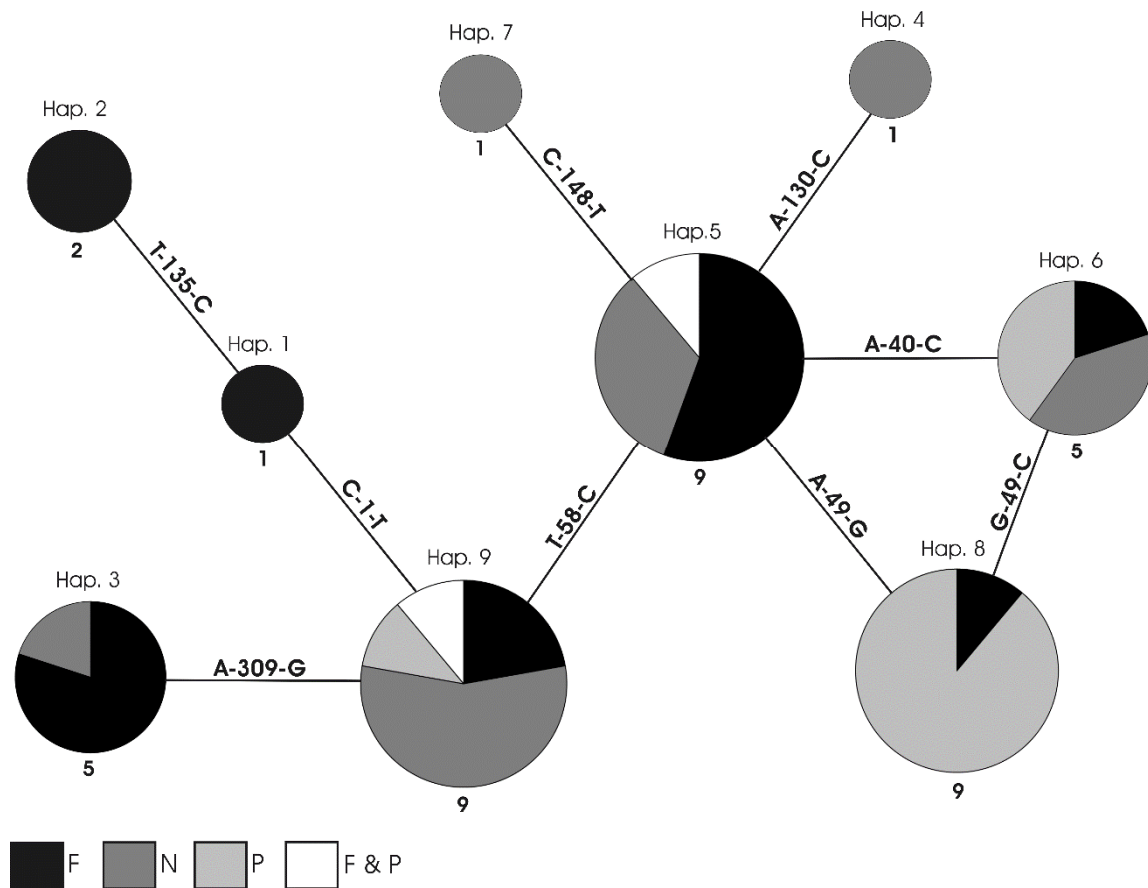 Hap. 7
Hap. 4
Hap. 2
1
1
C-148-T
A-130-C
2
T-135-C
Hap.5
Hap. 6
Hap. 1
A-40-C
1
9
5
C-1-T
T-58-C
A-49-G
G-49-C
Hap. 3
Hap. 9
Hap. 8
A-309-G
5
9
9
F
N
P
F & P